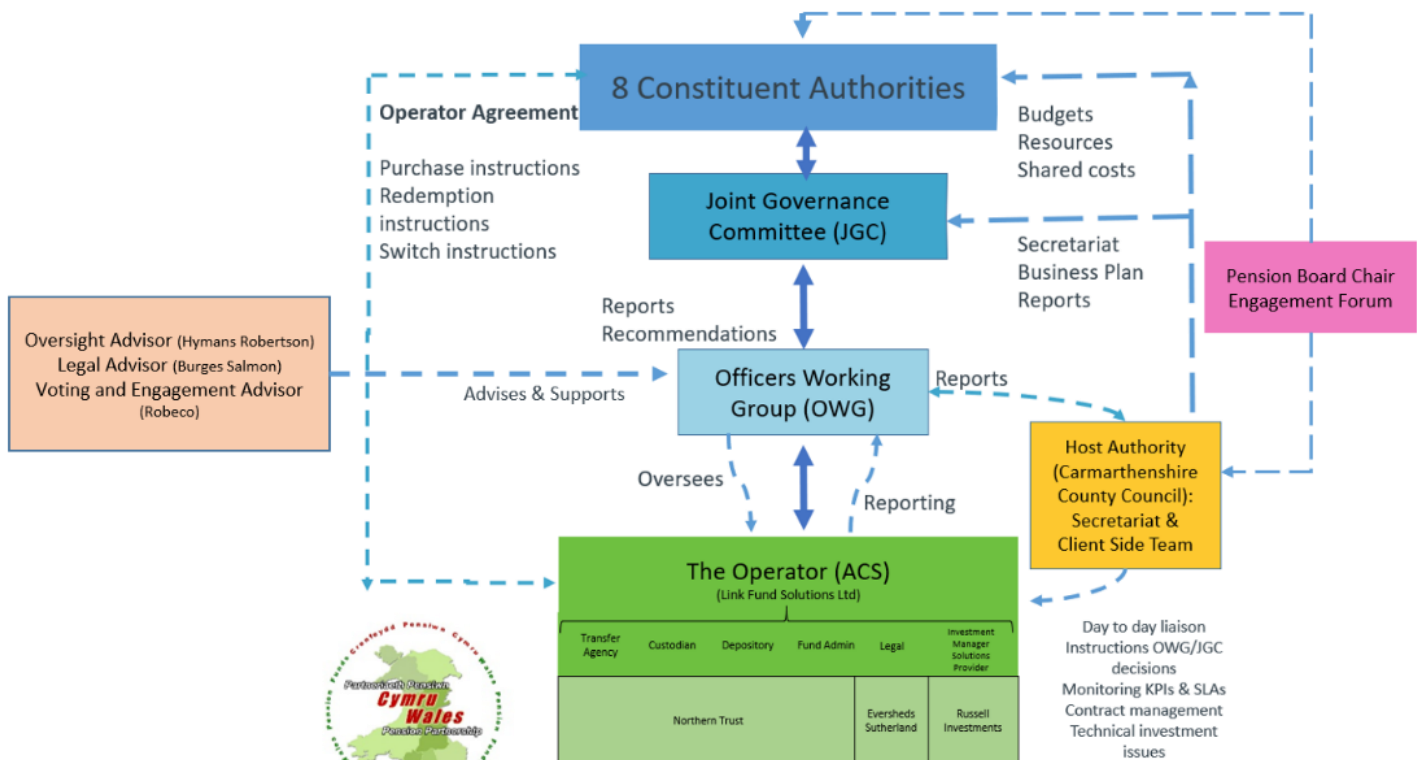 8 Constituent Authorities
Operator Agreement
Purchase instructions
Redemption
instructions
Switch instructions
Budgets
Resources
Shared costs
Joint Governance
Committee (JGC)
Secretariat
Business Plan
Reports
Pension Board Chair
Engagement Forum
Oversight Advisor (Hymans Robertson)
Legal Advisor (Burges Salmon)
Voting and Engagement Advisor
(Robeco)
Reports
Recommendations
Advises & Supports
Officers Working
Group (OWG)
Reports
Host Authority
(Carmarthenshire
County Council):
Secretariat &
Client Side Team
Oversees
Reporting
The Operator (ACS)
(Link Fund Solutions Ltd)
Transfer
Agency
Custodian
Depository
Fund Admin
Legal
Investment
Manager
Solutions
Provider
Northern Trust
Eversheds
Sutherland
Russell
Investments
Day to day liaison
Instructions OWG/JGC
decisions
Monitoring KPIs & SLAs
Contract management
Technical investment
issues
Partneriaeth Pensiwn
Cymru
Wales
Pension Partnership